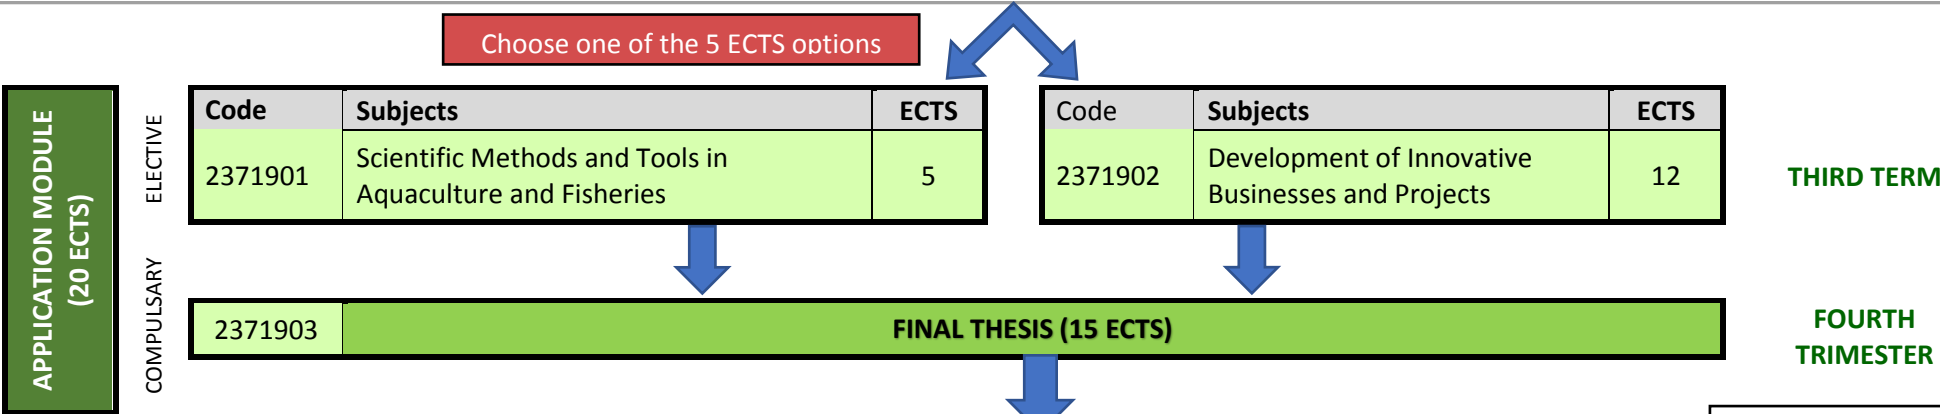 Choose one of the 5 ECTS options
APPLICATION MODULE
(20 ECTS)
ELECTIVE
Code Subjects ECTS
2371901 Scientific Methods and Tools in
Aquaculture and Fisheries 5
Code Subjects ECTS
2371902 Development of Innovative
Businesses and Projects 12
THIRD TERM
COMPULSARY
2371903 FINAL THESIS (15 ECTS)
FOURTH
TRIMESTER